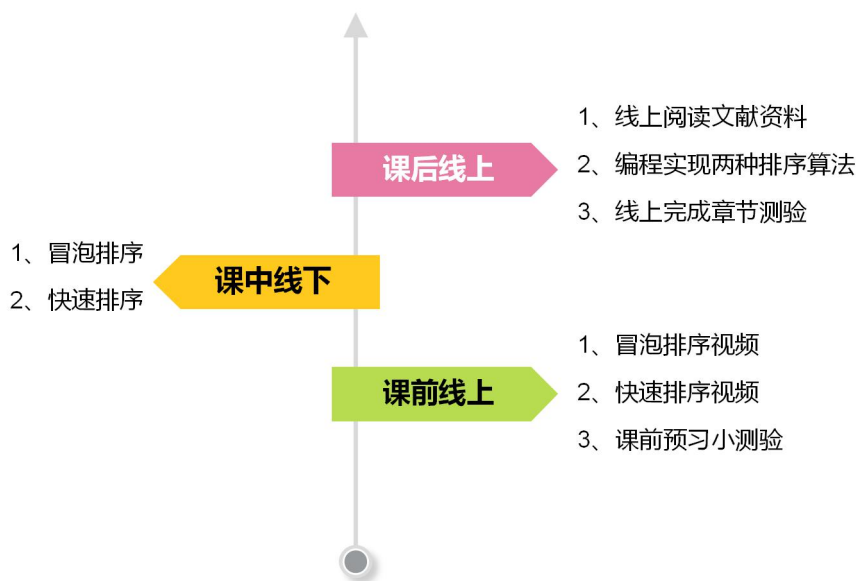 课后线上
1、线上阅读文献资料
2、编程实现两种排序算法
3、线上完成章节测验
课中线下
1、冒泡排序
2、快速排序
课前线上
1、冒泡排序视频
2、快速排序视频
3、课前预习小测验